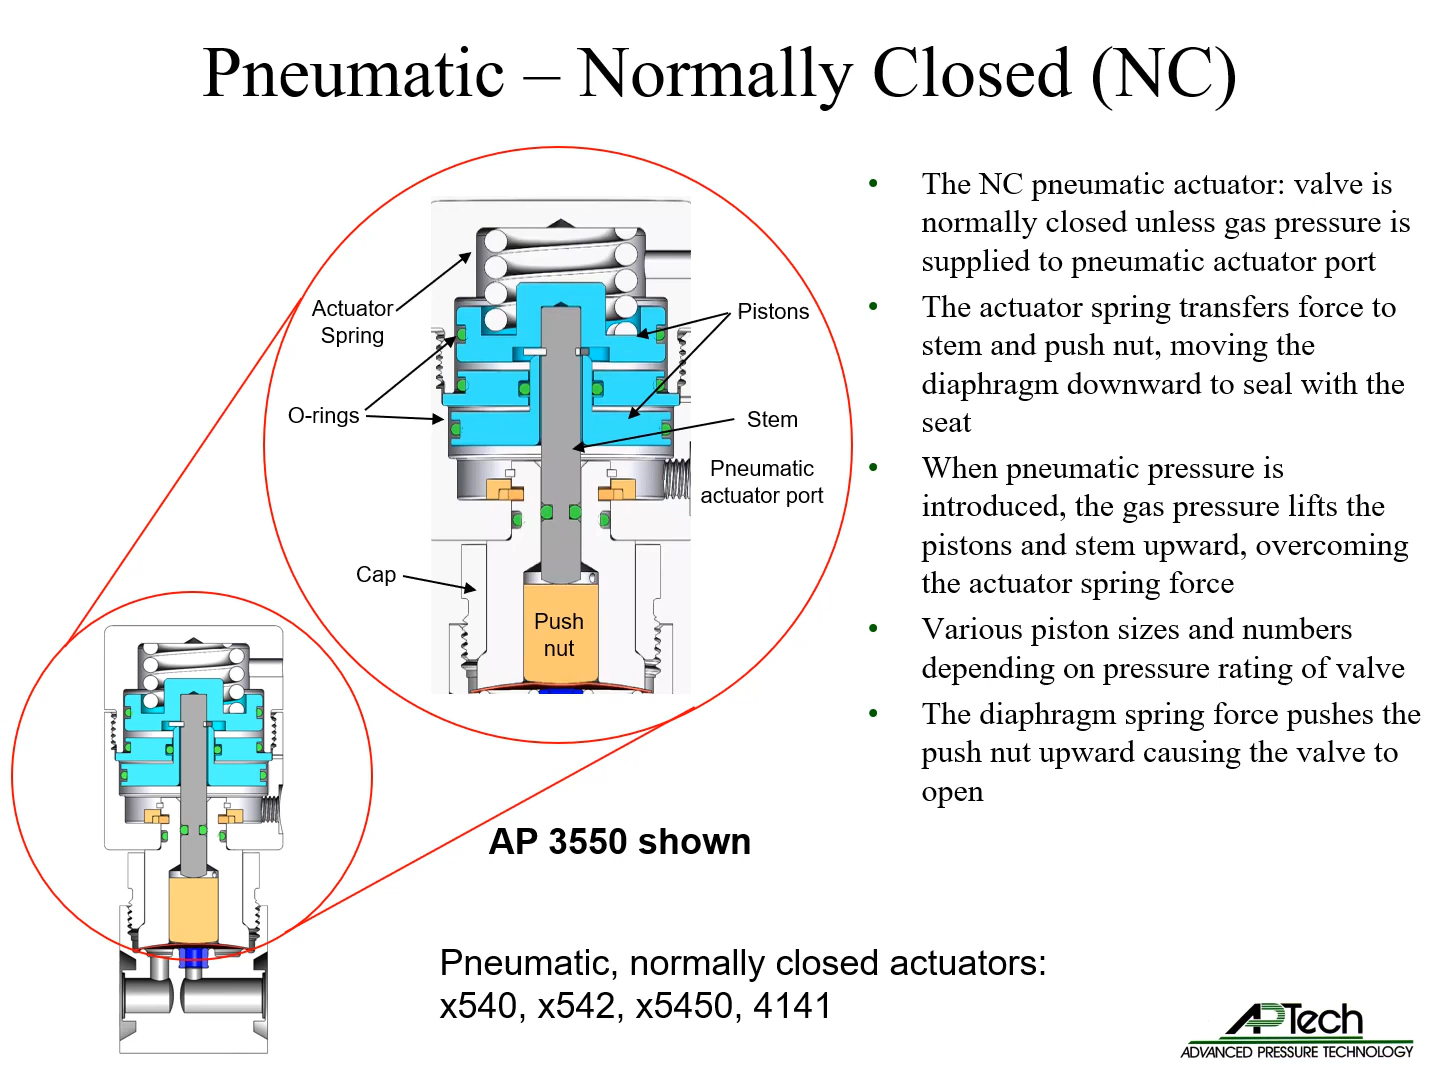 Pneumatic – Normally Closed (NC)
Actuator
Spring
O-rings
Pistons
Stem
Pneumatic
actuator port
Cap
Push
nut
• The NC pneumatic actuator: valve is
normally closed unless gas pressure is
supplied to pneumatic actuator port
• The actuator spring transfers force to
stem and push nut, moving the
diaphragm downward to seal with the
seat
• When pneumatic pressure is
introduced, the gas pressure lifts the
pistons and stem upward, overcoming
the actuator spring force
• Various piston sizes and numbers
depending on pressure rating of valve
• The diaphragm spring force pushes the
push nut upward causing the valve to
open
AP 3550 shown
Pneumatic, normally closed actuators:
x540, x542, x5450, 4141
APTech
ADVANCED PRESSURE TECHNOLOGY